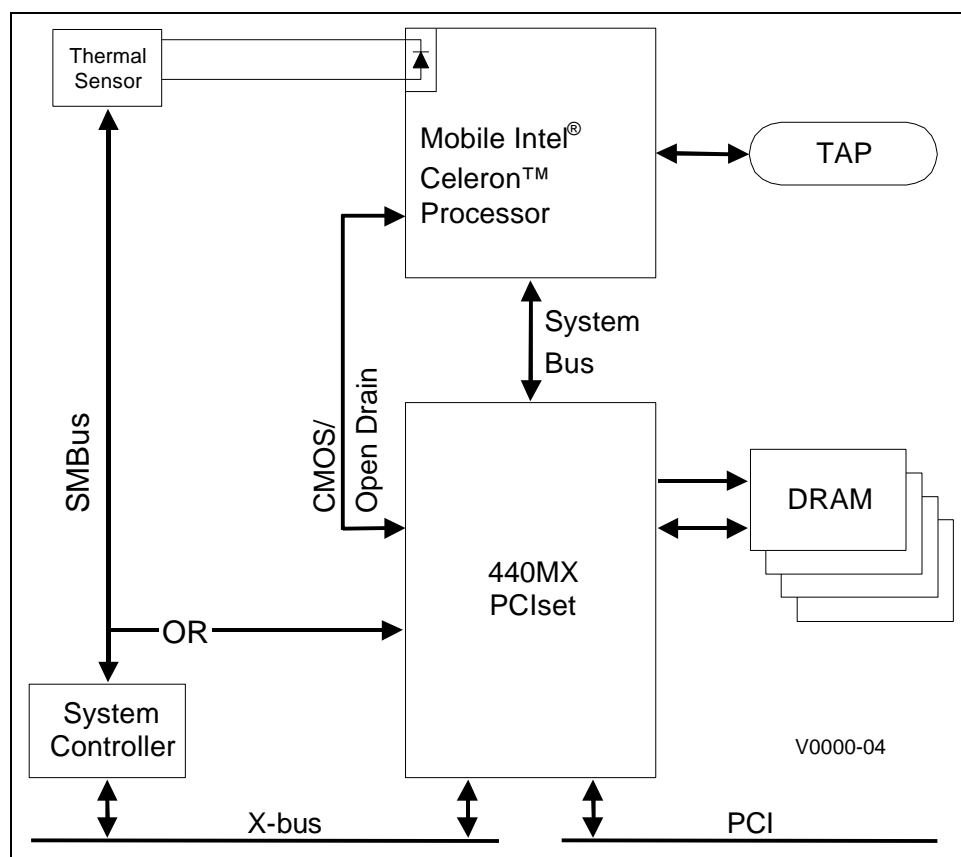 Thermal
Sensor
Mobile Intel®
Celeron™
Processor
TAP
System
Bus
SMBus
CMOS/
Open Drain
DRAM
440MX
PCIset
OR
System
Controller
V0000-04
X-bus
PCI